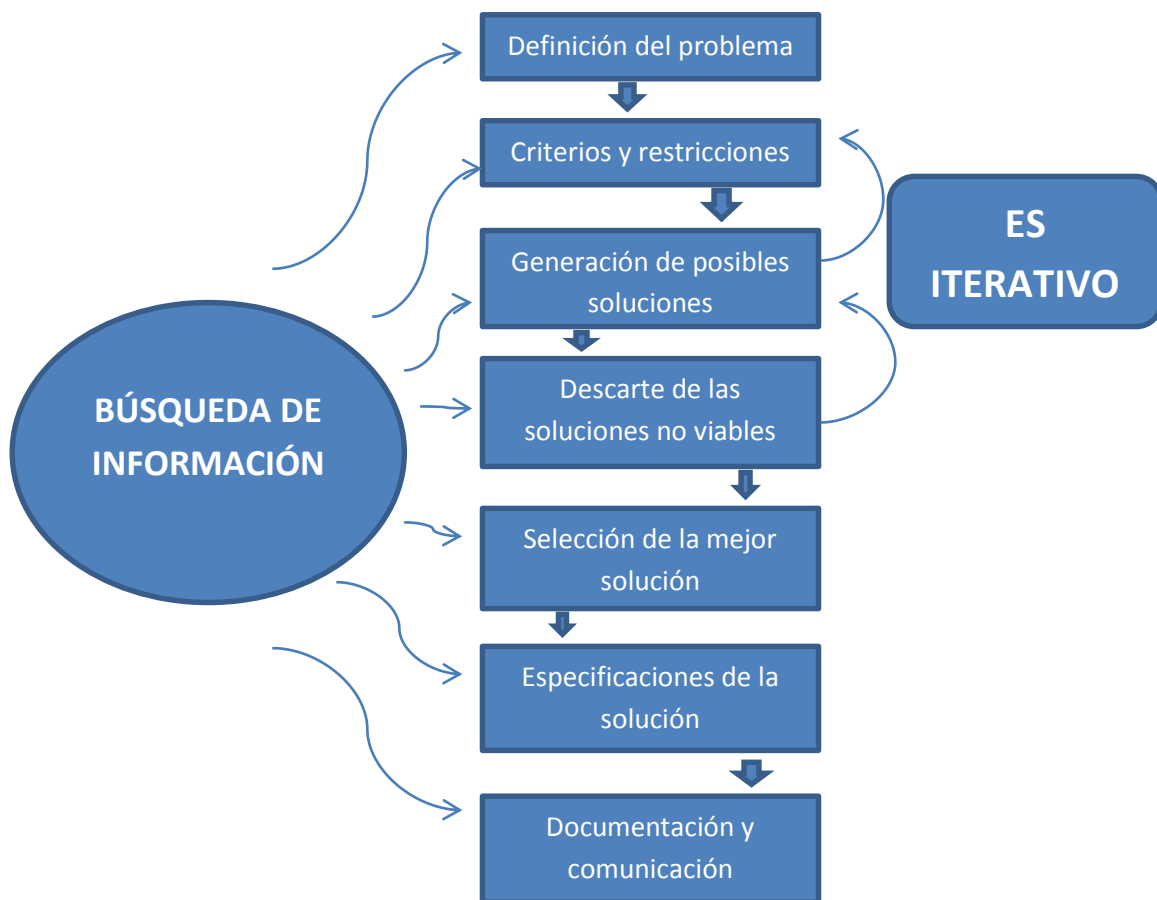 Definición del problema
Criterios y restricciones
ES
ITERATIVO
Generación de posibles
soluciones
BÚSQUEDA DE
INFORMACIÓN
Descarte de las
soluciones no viables
Selección de la mejor
solución
Especificaciones de la
solución
Documentación y
comunicación